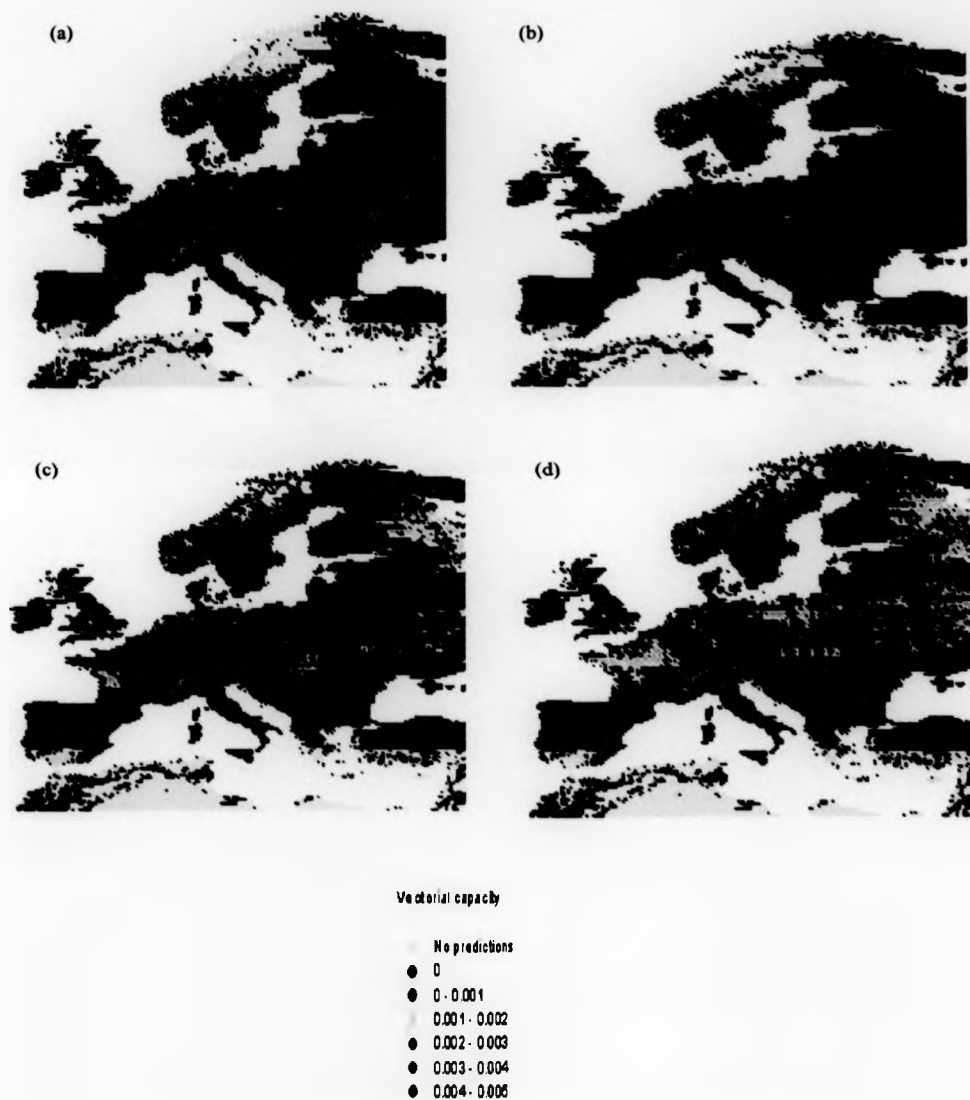 (a)
(b)
(c)
(d)
Vectorial capacity
No predictions
0
0 - 0.001
0.001 - 0.002
0.002 - 0.003
0.003 - 0.004
0.004 - 0.005